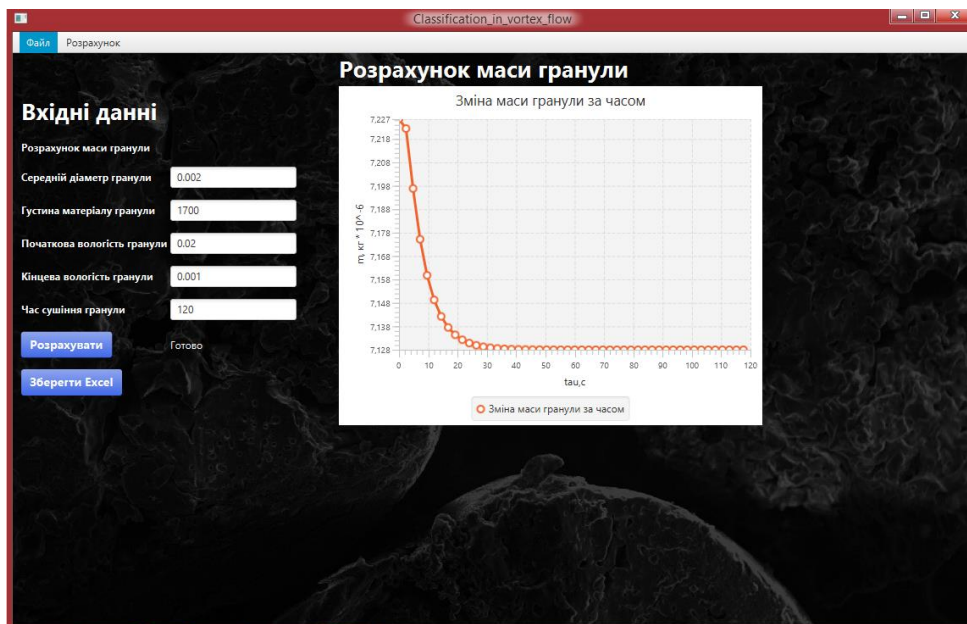 Classification_in_vortex_flow
Файл Розрахунок
Розрахунок маси гранули
Вхідні данні
Розрахунок маси гранули
Середній діаметр гранули 0.002
Густина матеріалу гранули 1700
Початкова вологість гранули 0.02
Кінцева вологість гранули 0.001
Час сушіння гранули 120
Розрахувати Готово
Зберегти Excel
Зміна маси гранули за часом
7,227
7,218
7,208
7,198
7,188
7,178
7,168
7,158
7,148
7,138
7,128
m, кг * 10^ -6
0 10 20 30 40 50 60 70 80 90 100 110 120
tau,c
Зміна маси гранули за часом